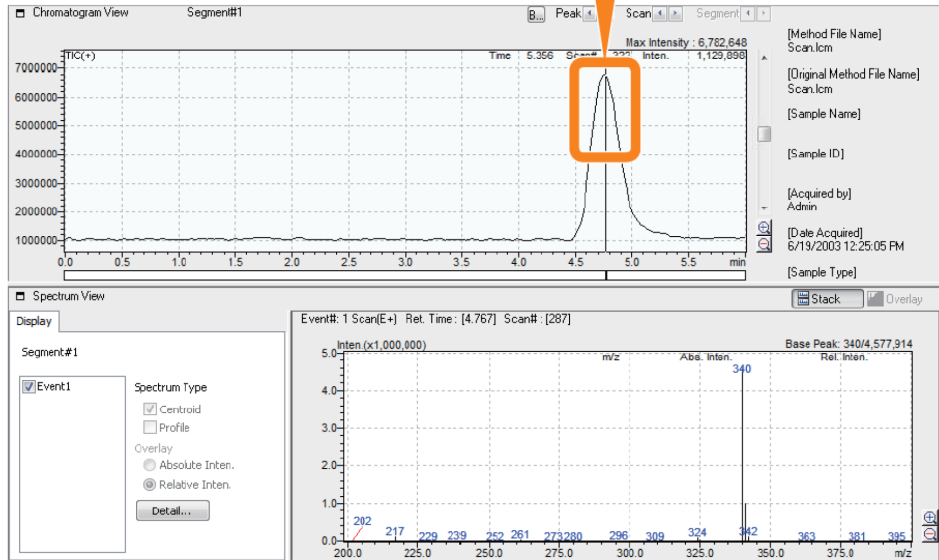 Chromatogram View Segment#1 B... Peak Scan Segment
Max Intensity : 6,782,648
TIC(+) Time 5.356 Scan# 322 Inten. 1,129,898
7000000
6000000
5000000
4000000
3000000
2000000
1000000
0.0 0.5 1.0 1.5 2.0 2.5 3.0 3.5 4.0 4.5 5.0 5.5 min
[Method File Name]
Scan.lcm
[Original Method File Name]
Scan.lcm
[Sample Name]
[Sample ID]
[Acquired by]
Admin
[Date Acquired]
6/19/2003 12:25:05 PM
[Sample Type]
Spectrum View Stack Overlay
Display
Segment#1
Event1
Spectrum Type
Centroid
Profile
Overlay
Absolute Inten.
Relative Inten.
Detail...
Event#: 1 Scan(E+) Ret. Time : [4.767] Scan# : [287]
Inten.(x1,000,000) Base Peak: 340/4,577,914
m/z Abs. Inten. Rel. Inten.
5.0
4.0
3.0
2.0
1.0
0.0
340
202 217 229 239 252 261 273 280 296 309 324 342 363 381 395
200.0 225.0 250.0 275.0 300.0 325.0 350.0 375.0 m/z